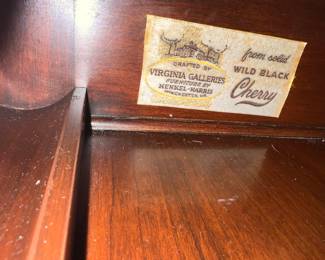 CRAFTED BY
VIRGINIA GALLERIES
FURNITURE BY
HENKEL-HARRIS
WINCHESTER, VA.
from solid
WILD BLACK
Cherry